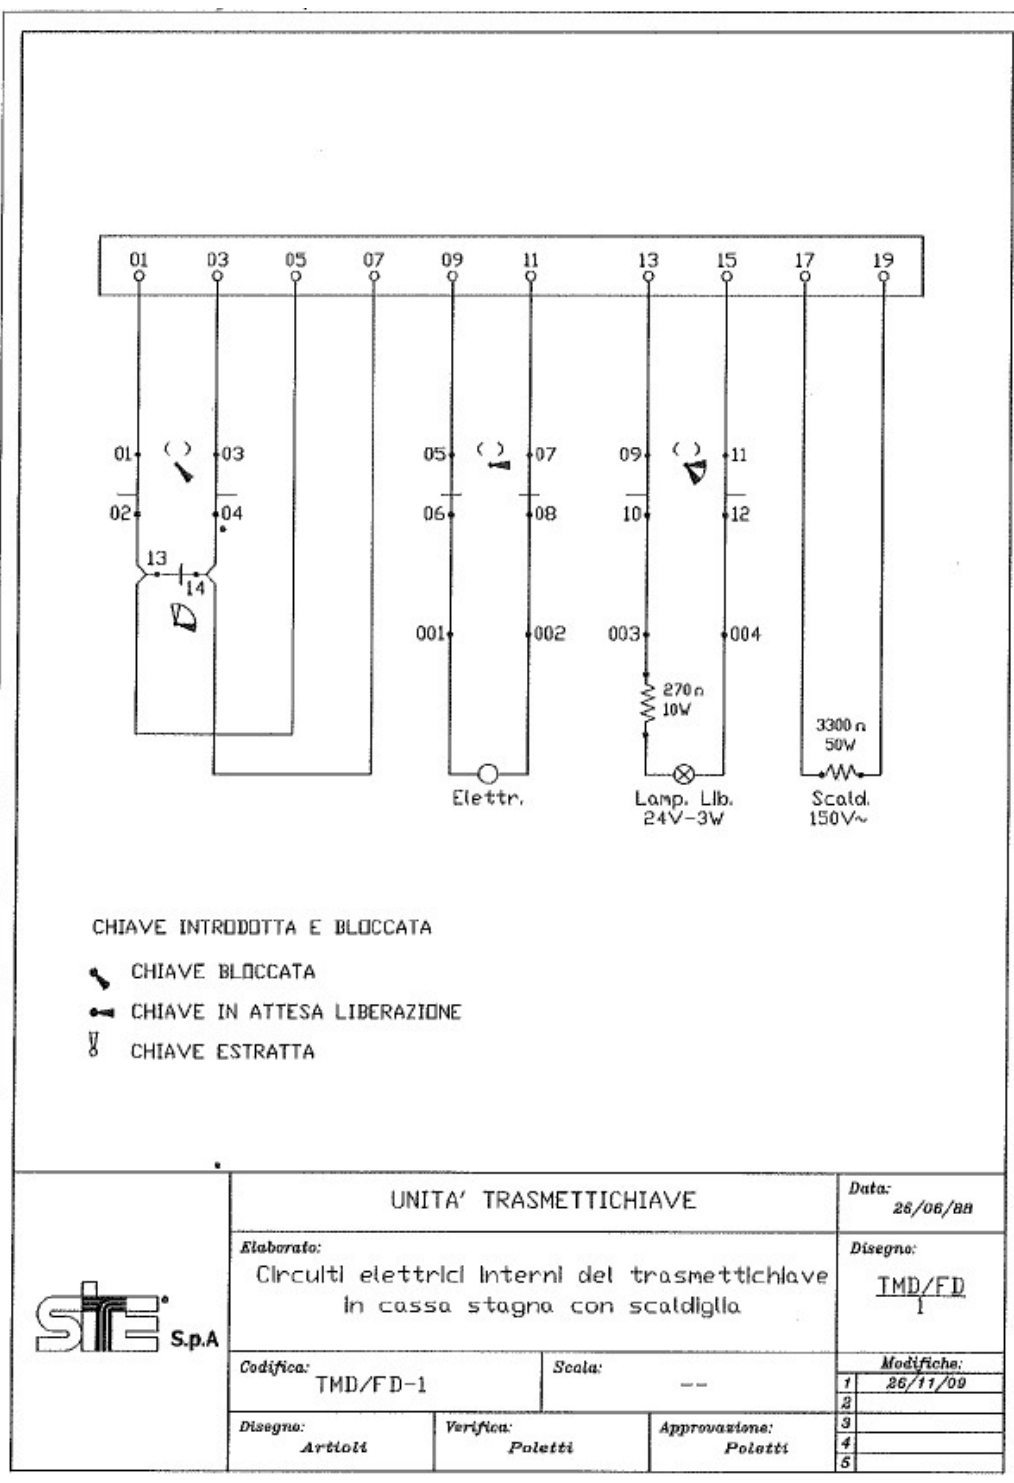 01 03 05 07 09 11 13 15 17 19
01 03 05 07 09 11
02 04 06 08 10 12
13
14
001 002 003 004
270Ω
10W
3300Ω
50W
Elettr.
Lamp. Lib.
24V-3W
Scald.
150V~
CHIAVE INTRODOTTA E BLOCCATA
CHIAVE BLOCCATA
CHIAVE IN ATTESA LIBERAZIONE
CHIAVE ESTRATTA
SITE S.p.A
UNITA' TRASMETTICHIAVE
Data:
26/06/88
Elaborato:
Circuiti elettrici interni del trasmettichiave
in cassa stagna con scaldiglia
Disegno:
TMD/FD
1
Codifica:
TMD/FD-1
Scala:
--
Modifiche:
1 26/11/09
2
3
4
5
Disegno:
Artioli
Verifica:
Poletti
Approvazione:
Poletti